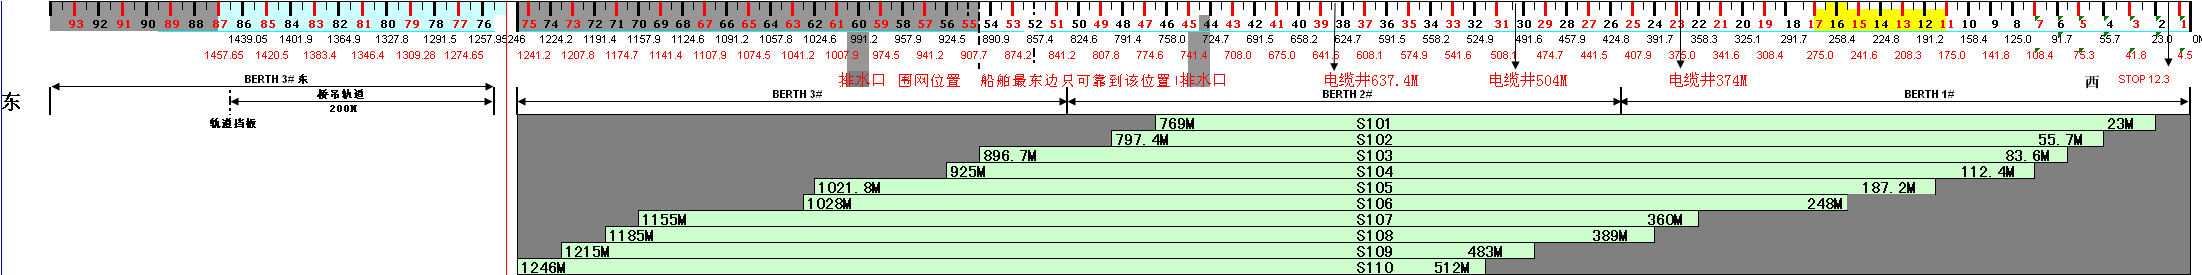 93 92 91 90 89 88 87 86 85 84 83 82 81 80 79 78 77 76 75 74 73 72 71 70 69 68 67 66 65 64 63 62 61 60 59 58 57 56 55 54 53 52 51 50 49 48 47 46 45 44 43 42 41 40 39 38 37 36 35 34 33 32 31 30 29 28 27 26 25 24 23 22 21 20 19 18 17 16 15 14 13 12 11 10 9 8 7 6 5 4 3 2 1
1439.05 1401.9 1364.9 1327.8 1291.5 1257.95 1246 1224.2 1191.4 1157.9 1124.6 1091.2 1057.8 1024.6 991.2 957.9 924.5 890.9 857.4 824.6 791.4 758.0 724.7 691.5 658.2 624.7 591.5 558.2 524.9 491.6 457.9 424.8 391.7 358.3 325.1 291.7 258.6 224.8 191.2 158.4 125.0 91.7 55.7 23.0 0M
1457.65 1420.5 1383.4 1346.4 1309.28 1274.65 1241.2 1207.8 1174.7 1141.4 1107.9 1074.5 1041.2 1007.9 974.5 941.2 907.7 874.2 841.2 807.8 774.6 741.4 708.0 675.0 641.6 608.1 574.9 541.6 508.1 474.7 441.5 407.9 375.0 341.6 308.4 275.0 241.6 208.3 175.0 141.8 108.4 75.3 41.8 4.5
东 BERTH 3# 东 排水口 围网位置 船舶最东边只可靠到该位置 排水口 电缆井637.4M 电缆井504M 电缆井374M 西 STOP 12.3
桥吊轨道
200M
轨道挡板
BERTH 3# BERTH 2# BERTH 1#
769M S101 23M
797.4M S102 55.7M
896.7M S103 83.6M
925M S104 112.4M
1021.8M S105 187.2M
1028M S106 248M
1155M S107 360M
1185M S108 389M
1215M S109 483M
1246M S110 512M